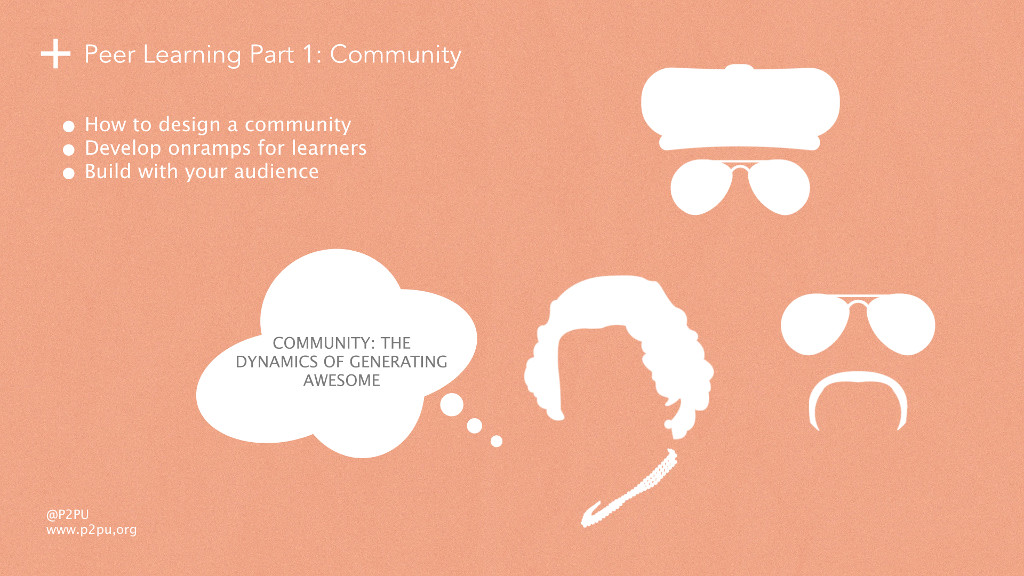 Peer Learning Part 1: Community
How to design a community
Develop onramps for learners
Build with your audience
COMMUNITY: THE
DYNAMICS OF GENERATING
AWESOME
@P2PU
www.p2pu,org